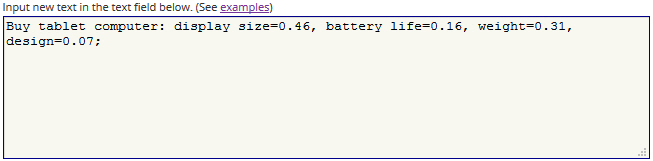 Input new text in the text field below. (See examples)
Buy tablet computer: display size=0.46, battery life=0.16, weight=0.31,
design=0.07;